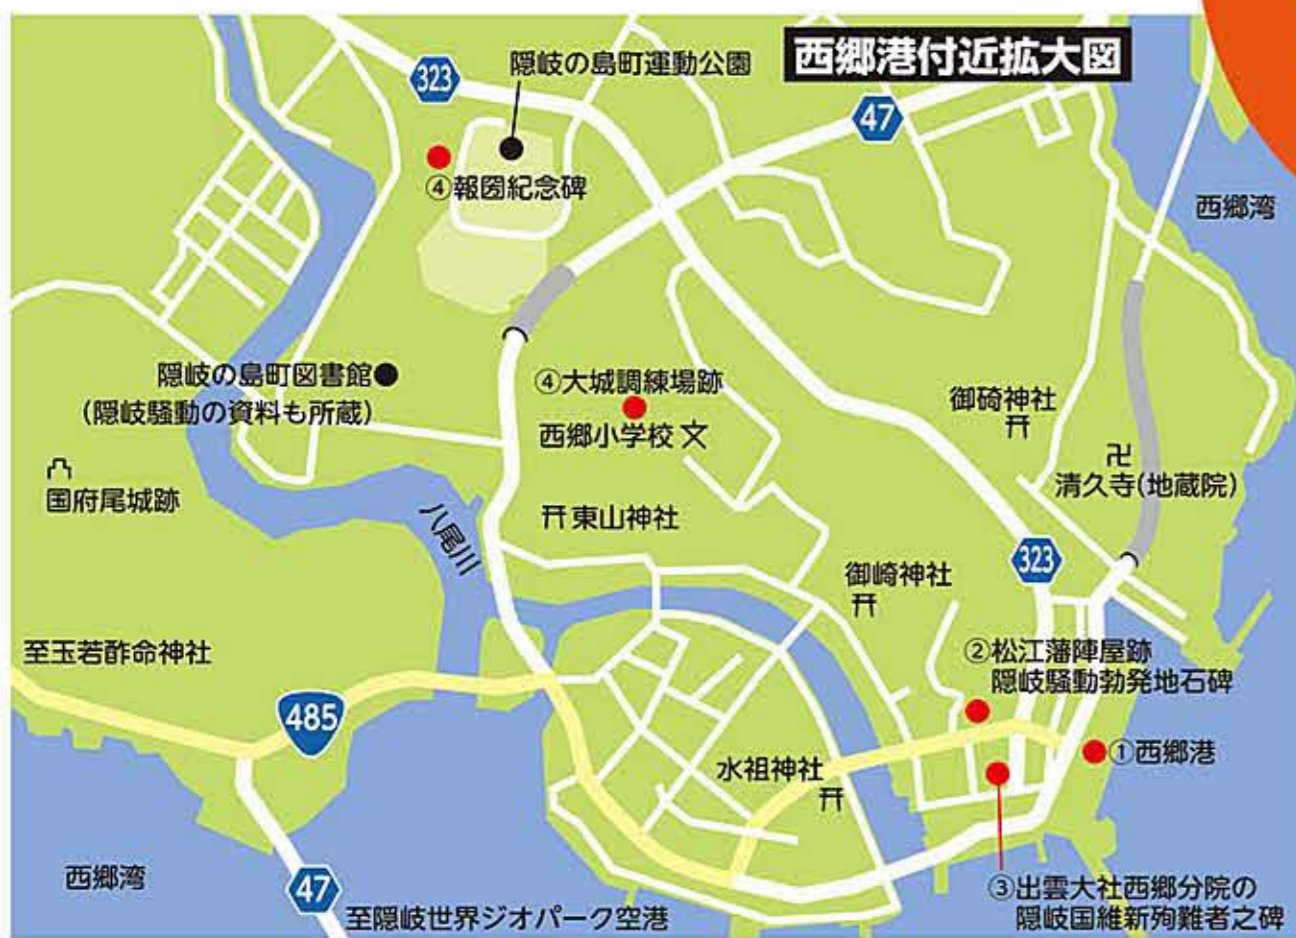 西郷港付近拡大図
隠岐の島町運動公園
323
47
④報圀紀念碑
西郷湾
隠岐の島町図書館
(隠岐騒動の資料も所蔵)
④大城調練場跡
西郷小学校
御碕神社
清久寺(地蔵院)
国府尾城跡
八尾川
東山神社
323
御崎神社
至玉若酢命神社
②松江藩陣屋跡
隠岐騒動勃発地石碑
485
①西郷港
水祖神社
西郷湾
47
至隠岐世界ジオパーク空港
③出雲大社西郷分院の
隠岐国維新殉難者之碑